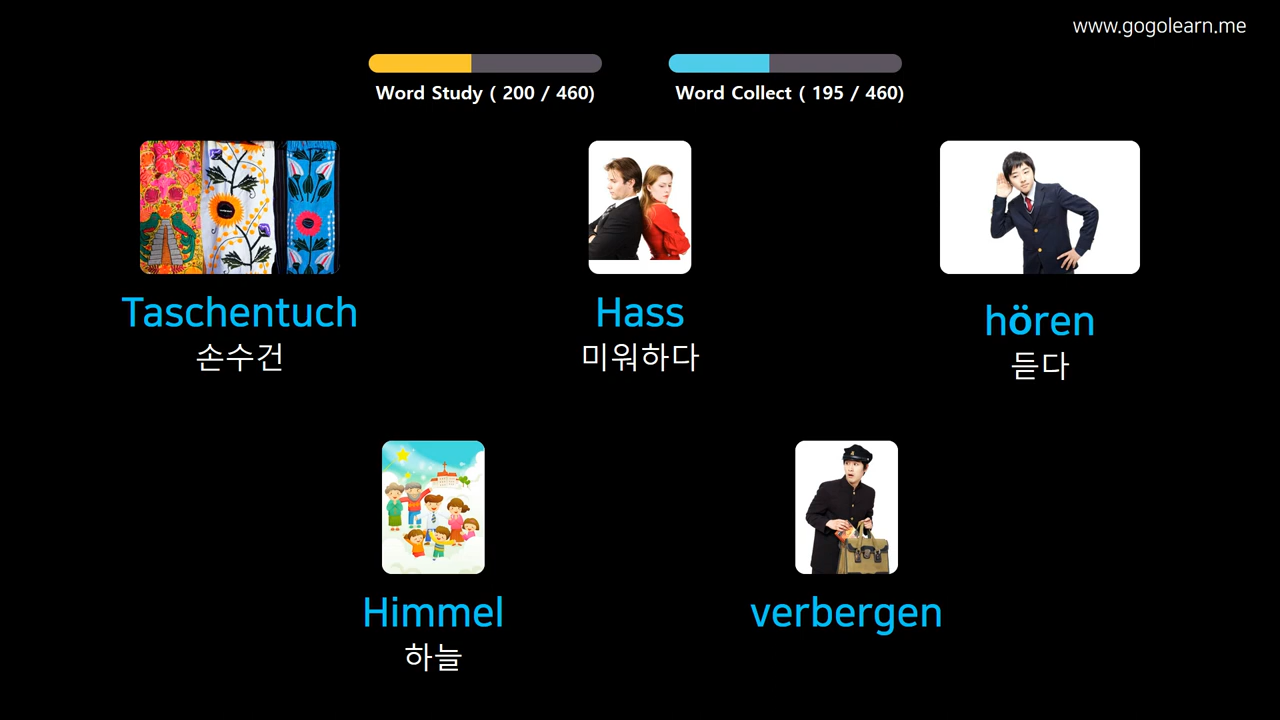 www.gogolearn.me
Word Study ( 200 / 460)
Word Collect ( 195 / 460)
Taschentuch
손수건
Hass
미워하다
hören
듣다
Himmel
하늘
verbergen